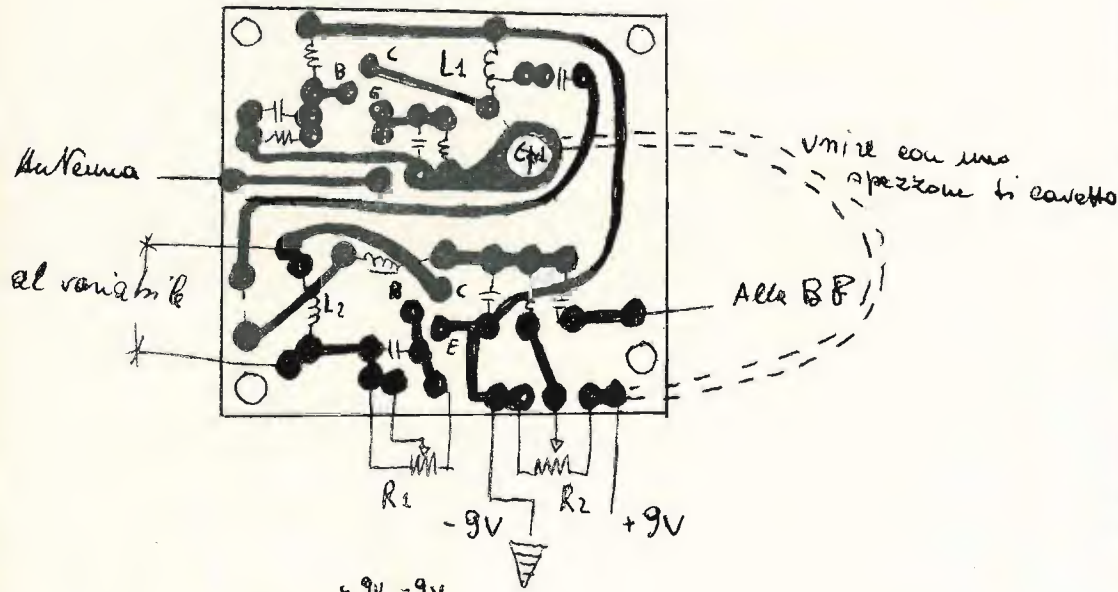 B
C
L1
E
Antenna
unire con uno
spezzone di cavetto
al variabile
L2
B
C
E
Alla BF
R1
R2
-9V
+9V
+9V -9V